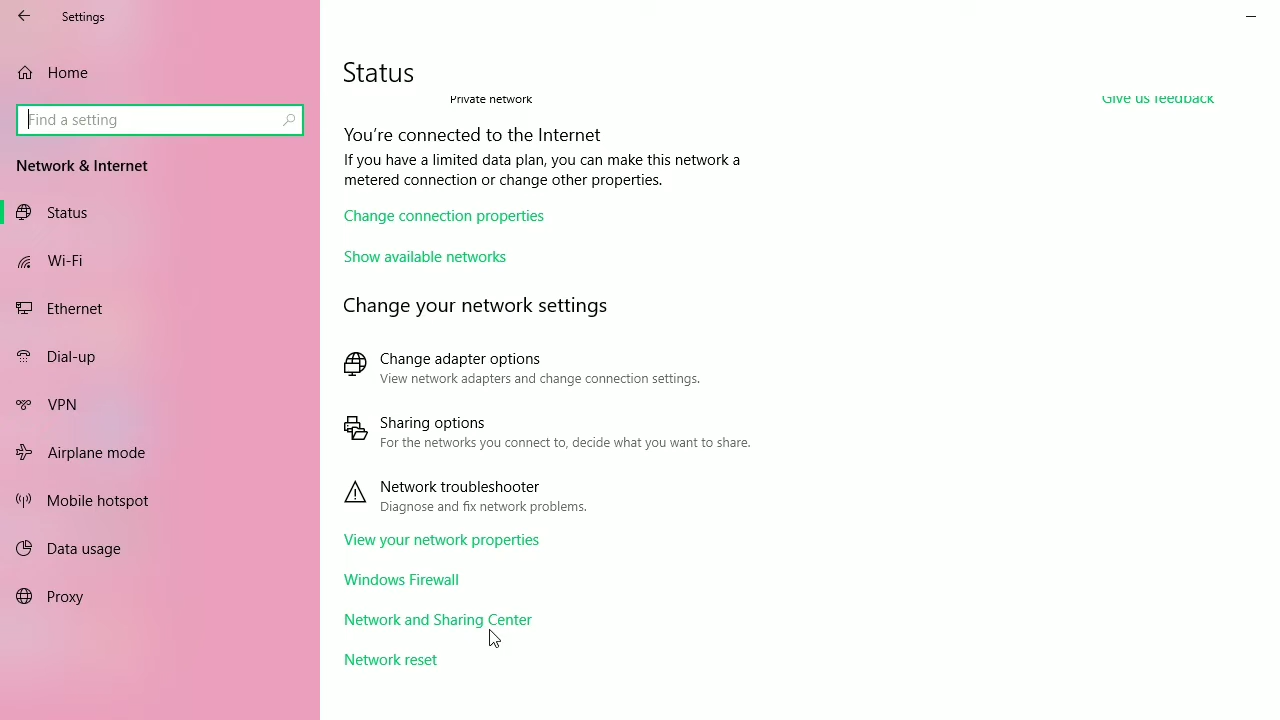 Settings
Home
Find a setting
Network & Internet
Status
Wi-Fi
Ethernet
Dial-up
VPN
Airplane mode
Mobile hotspot
Data usage
Proxy
Status
Private network
Give us feedback
You're connected to the Internet
If you have a limited data plan, you can make this network a
metered connection or change other properties.
Change connection properties
Show available networks
Change your network settings
Change adapter options
View network adapters and change connection settings.
Sharing options
For the networks you connect to, decide what you want to share.
Network troubleshooter
Diagnose and fix network problems.
View your network properties
Windows Firewall
Network and Sharing Center
Network reset